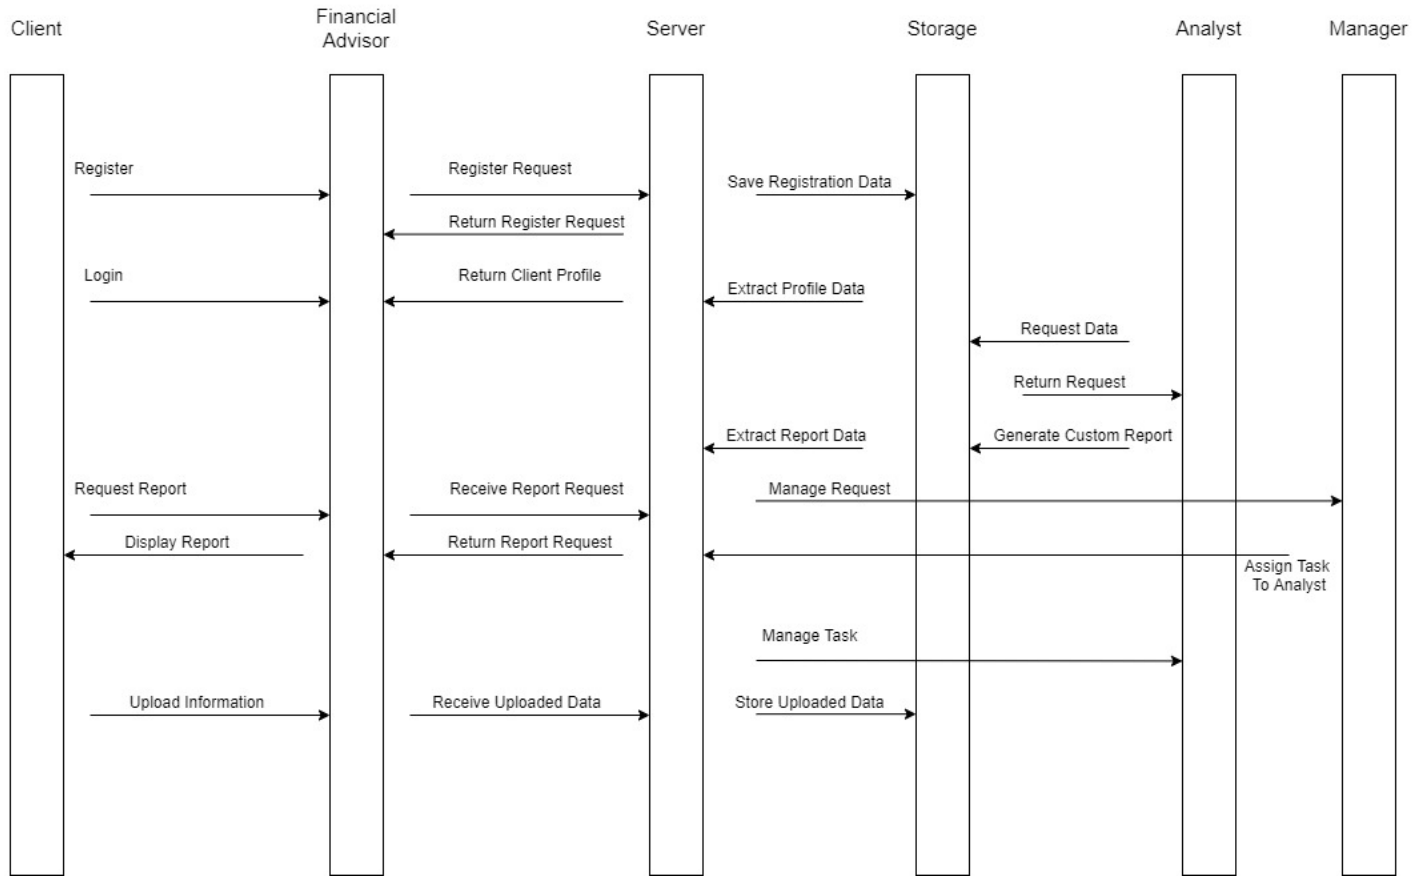 Client
Financial
Advisor
Server
Storage
Analyst
Manager
Register
Register Request
Save Registration Data
Return Register Request
Login
Return Client Profile
Extract Profile Data
Request Data
Return Request
Extract Report Data
Generate Custom Report
Request Report
Receive Report Request
Manage Request
Display Report
Return Report Request
Assign Task
To Analyst
Manage Task
Upload Information
Receive Uploaded Data
Store Uploaded Data